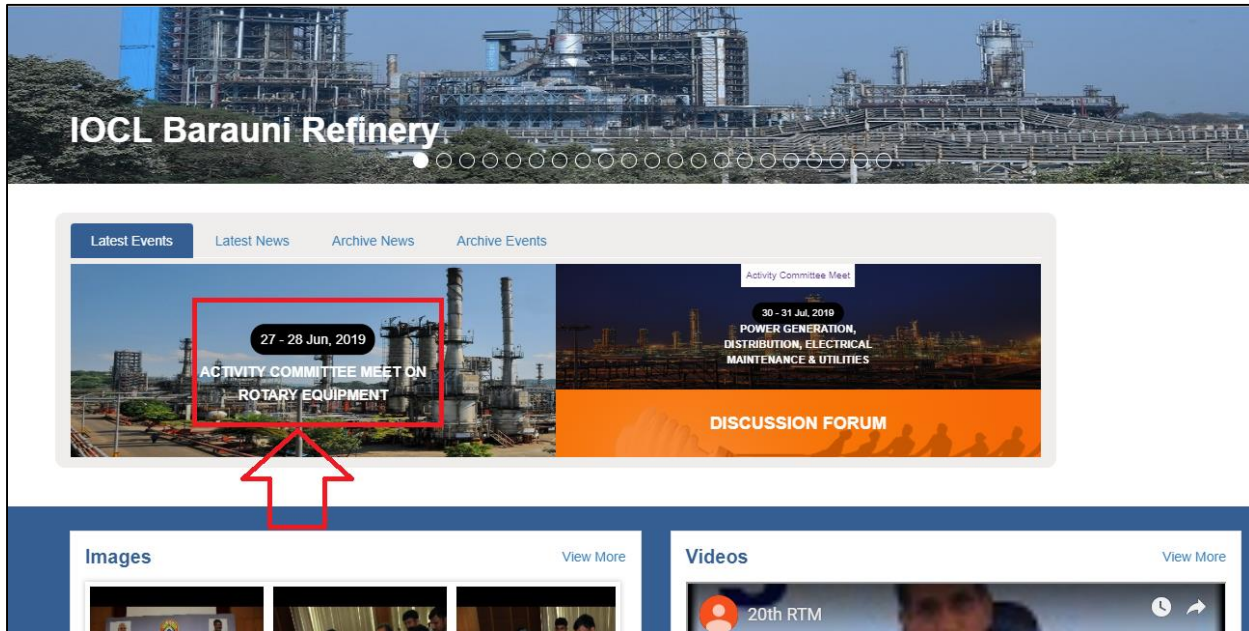 IOCL Barauni Refinery
Latest Events
Latest News
Archive News
Archive Events
27 - 28 Jun, 2019
ACTIVITY COMMITTEE MEET ON
ROTARY EQUIPMENT
Activity Committee Meet
30 - 31 Jul, 2019
POWER GENERATION,
DISTRIBUTION, ELECTRICAL
MAINTENANCE & UTILITIES
DISCUSSION FORUM
Images
View More
Videos
View More
20th RTM